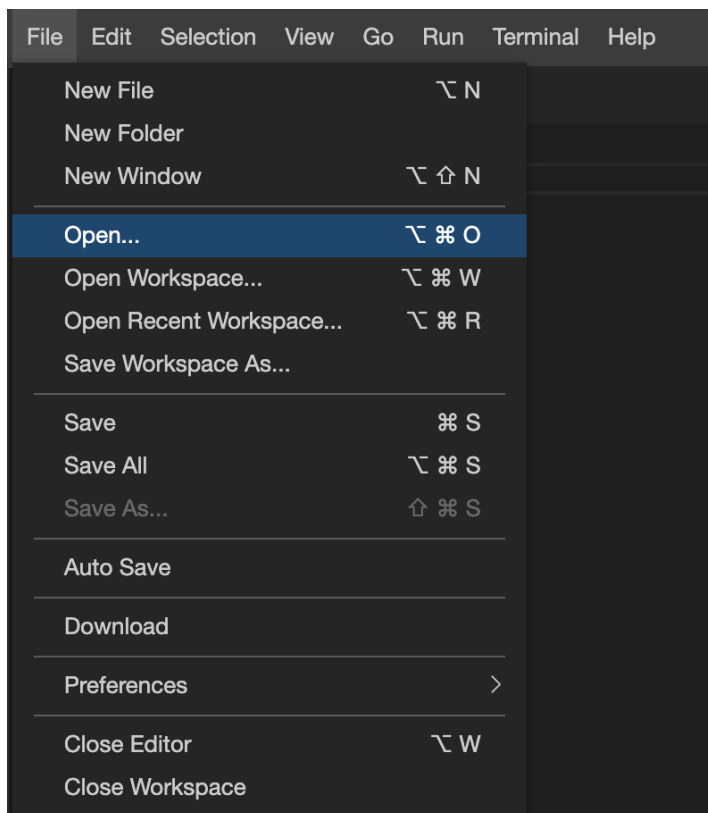 File Edit Selection View Go Run Terminal Help
New File ⌥ N
New Folder
New Window ⌥ ⇧ N
Open... ⌥ ⌘ O
Open Workspace... ⌥ ⌘ W
Open Recent Workspace... ⌥ ⌘ R
Save Workspace As...
Save ⌘ S
Save All ⌥ ⌘ S
Save As... ⇧ ⌘ S
Auto Save
Download
Preferences
Close Editor ⌥ W
Close Workspace